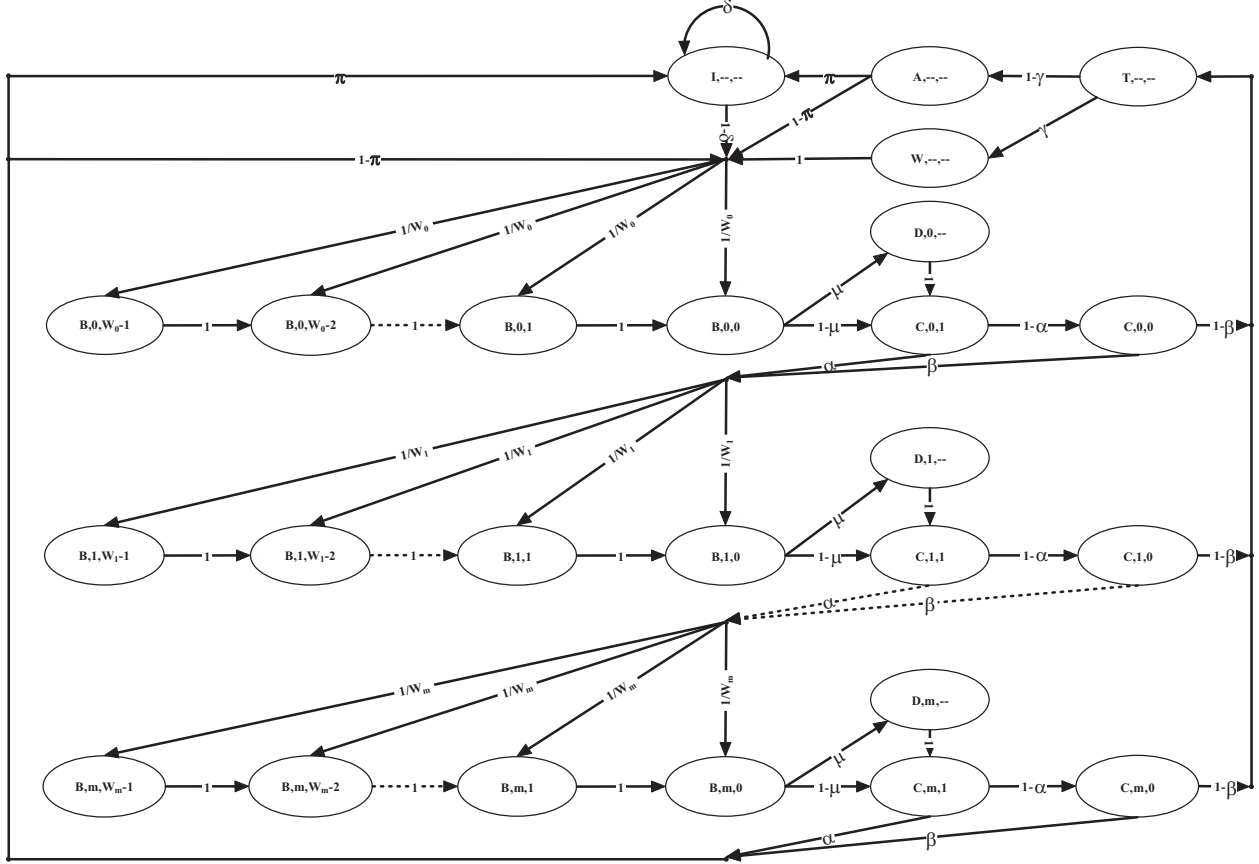 δ
π I,--,-- π A,--,-- 1-γ T,--,--
1-δ 1-π γ
1-π 1 W,--,--
1/W₀ 1/W₀ 1/W₀ 1/W₀ D,0,--
μ 1
B,0,W₀-1 1 B,0,W₀-2 1 B,0,1 1 B,0,0 1-μ C,0,1 1-α C,0,0 1-β
α β
1/W₁ 1/W₁ 1/W₁ 1/W₁ D,1,--
μ 1
B,1,W₁-1 1 B,1,W₁-2 1 B,1,1 1 B,1,0 1-μ C,1,1 1-α C,1,0 1-β
α β
1/Wₘ 1/Wₘ 1/Wₘ 1/Wₘ D,m,--
μ 1
B,m,Wₘ-1 1 B,m,Wₘ-2 1 B,m,1 1 B,m,0 1-μ C,m,1 1-α C,m,0 1-β
α β